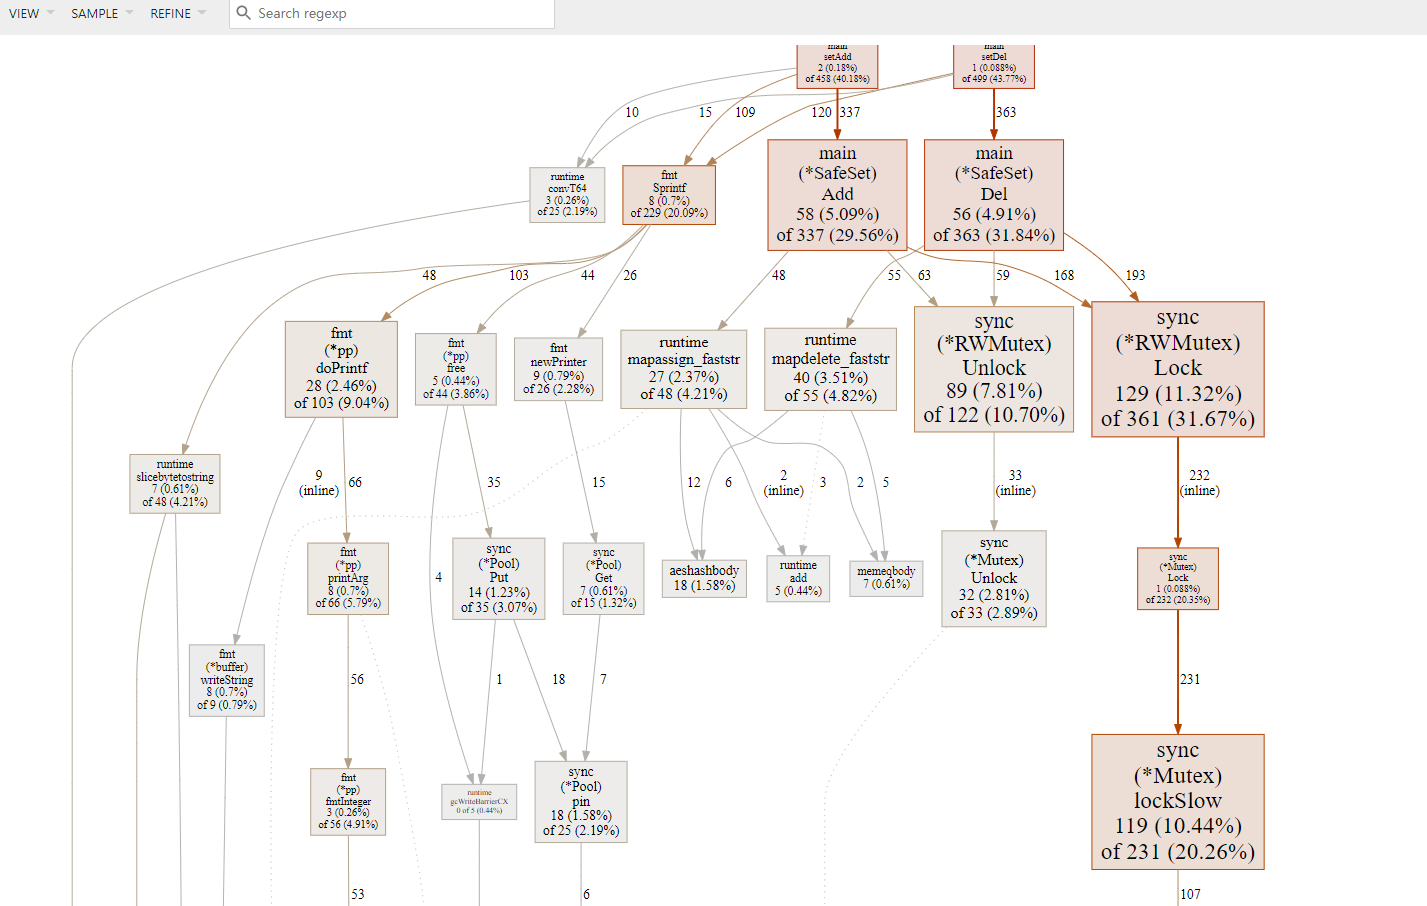 VIEW
SAMPLE
REFINE
Search regexp
main
setAdd
2 (0.18%)
of 458 (40.18%)
main
setDel
1 (0.088%)
of 499 (43.77%)
10
15
109
120
337
363
runtime
convT64
3 (0.26%)
of 25 (2.19%)
fmt
Sprintf
8 (0.7%)
of 229 (20.09%)
main
(*SafeSet)
Add
58 (5.09%)
of 337 (29.56%)
main
(*SafeSet)
Del
56 (4.91%)
of 363 (31.84%)
48
103
44
26
48
55
63
59
168
193
fmt
(*pp)
doPrintf
28 (2.46%)
of 103 (9.04%)
fmt
(*pp)
free
5 (0.44%)
of 44 (3.86%)
fmt
newPrinter
9 (0.79%)
of 26 (2.28%)
runtime
mapassign_faststr
27 (2.37%)
of 48 (4.21%)
runtime
mapdelete_faststr
40 (3.51%)
of 55 (4.82%)
sync
(*RWMutex)
Unlock
89 (7.81%)
of 122 (10.70%)
sync
(*RWMutex)
Lock
129 (11.32%)
of 361 (31.67%)
runtime
slicebytetostring
7 (0.61%)
of 48 (4.21%)
9
(inline)
66
35
15
12
6
2
(inline)
3
2
5
33
(inline)
232
(inline)
fmt
(*pp)
printArg
8 (0.7%)
of 66 (5.79%)
4
sync
(*Pool)
Put
14 (1.23%)
of 35 (3.07%)
sync
(*Pool)
Get
7 (0.61%)
of 15 (1.32%)
aeshashbody
18 (1.58%)
runtime
add
5 (0.44%)
memeqbody
7 (0.61%)
sync
(*Mutex)
Unlock
32 (2.81%)
of 33 (2.89%)
sync
(*Mutex)
Lock
1 (0.088%)
of 232 (20.35%)
fmt
(*buffer)
writeString
8 (0.7%)
of 9 (0.79%)
56
1
18
7
231
fmt
(*pp)
fmtInteger
3 (0.26%)
of 56 (4.91%)
runtime
gcWriteBarrierCX
0 of 5 (0.44%)
sync
(*Pool)
pin
18 (1.58%)
of 25 (2.19%)
sync
(*Mutex)
lockSlow
119 (10.44%)
of 231 (20.26%)
53
6
107